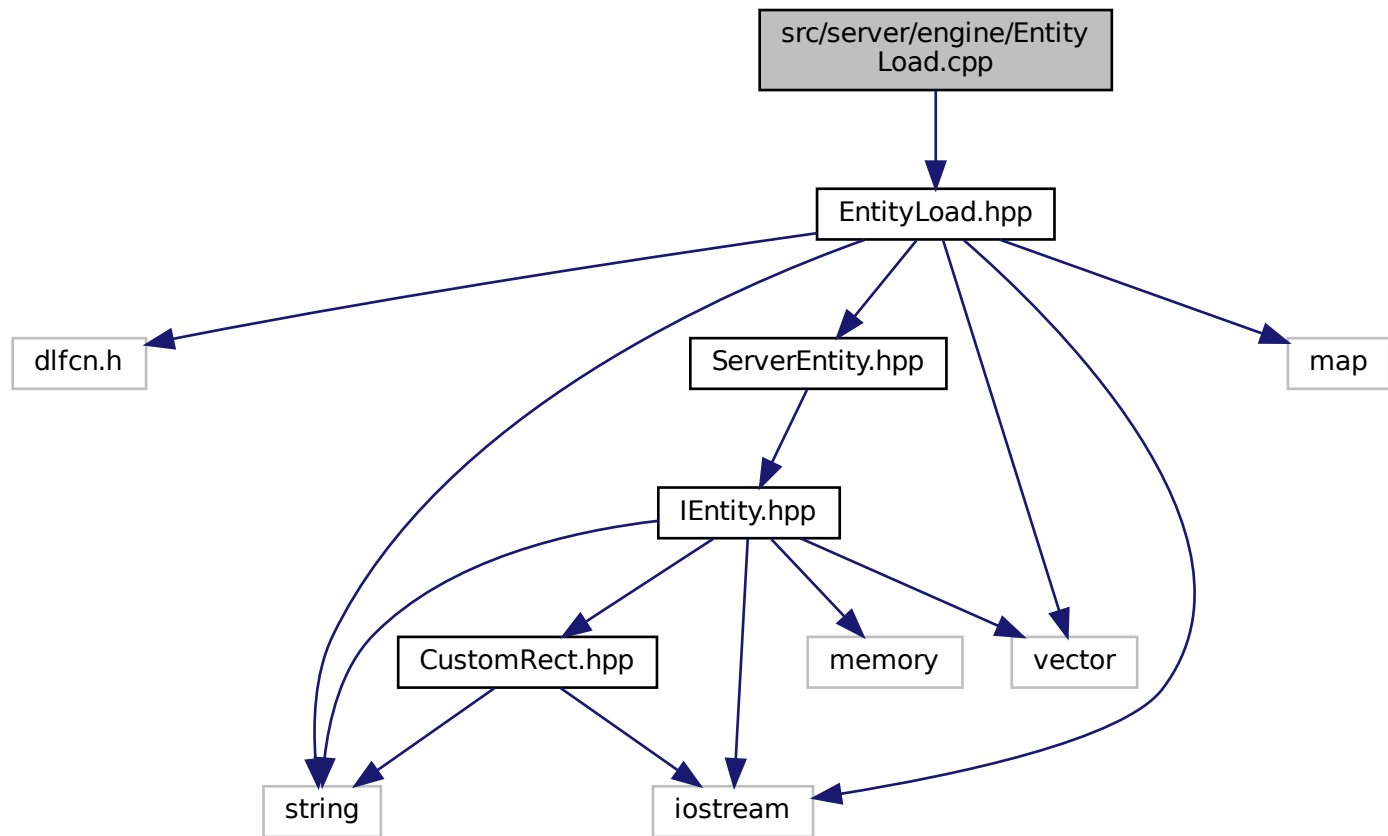 src/server/engine/Entity
Load.cpp
EntityLoad.hpp
dlfcn.h
ServerEntity.hpp
map
IEntity.hpp
CustomRect.hpp
memory
vector
string
iostream